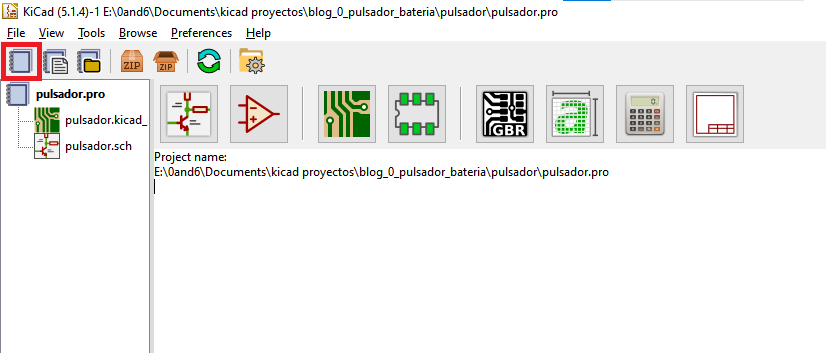 KiCad (5.1.4)-1 E:\0and6\Documents\kicad proyectos\blog_0_pulsador_bateria\pulsador\pulsador.pro
File View Tools Browse Preferences Help
ZIP ZIP
pulsador.pro
pulsador.kicad_
pulsador.sch
GBR a 0.
Project name:
E:\0and6\Documents\kicad proyectos\blog_0_pulsador_bateria\pulsador\pulsador.pro